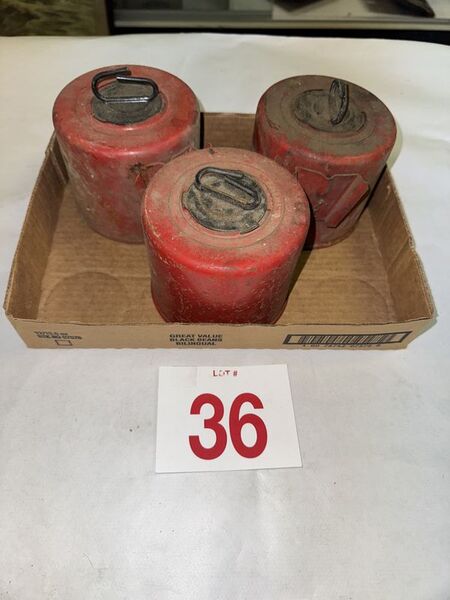 GREAT VALUE
BLACK BEANS
BILINGUAL
LOT #
36